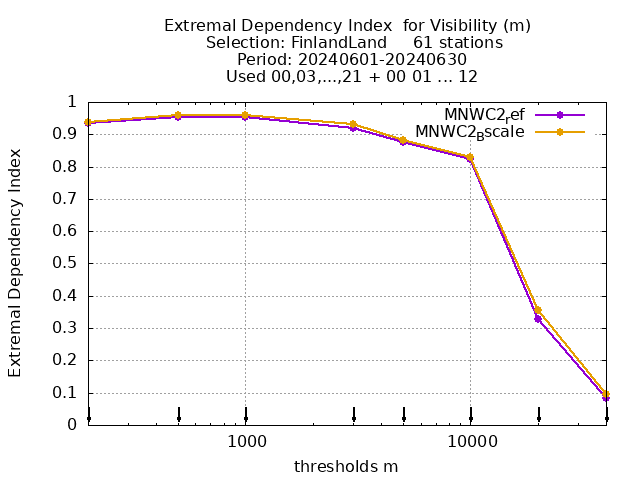 Extremal Dependency Index  for Visibility (m)
Selection: FinlandLand     61 stations
Period: 20240601-20240630
Used 00,03,...,21 + 00 01 ... 12
MNWC2ref
MNWC2Bscale
Extremal Dependency Index
1
0.9
0.8
0.7
0.6
0.5
0.4
0.3
0.2
0.1
0
1000 10000
thresholds m